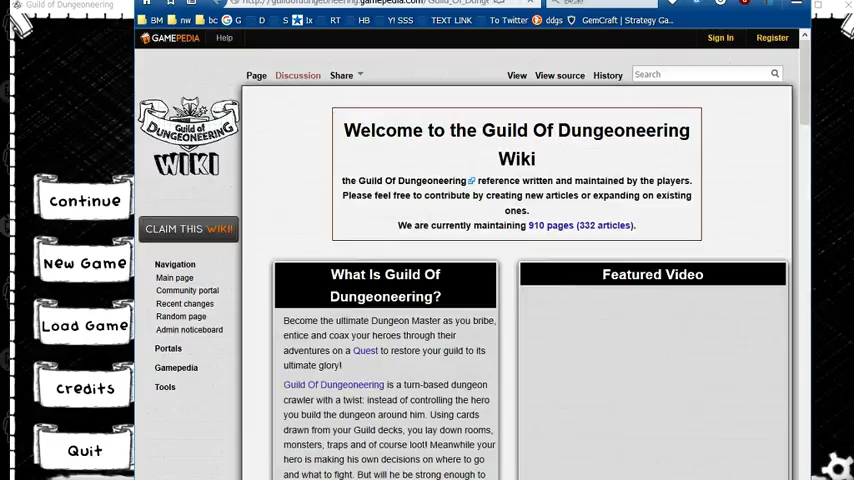 Guild of Dungeoneering
http://guildofdungeoneering.gamepedia.com/Guild_Of_Dunge
BM nw bc G D S Ix RT HB Y! SSS TEXT LINK To Twitter ddgs GemCraft | Strategy Ga...
GAMEPEDIA Help Sign In Register
Page Discussion Share View View source History Search
Guild of
DUNGEONEERING
WIKI
Welcome to the Guild Of Dungeoneering
Wiki
the Guild Of Dungeoneering reference written and maintained by the players.
Please feel free to contribute by creating new articles or expanding on existing
ones.
We are currently maintaining 910 pages (332 articles).
continue
New Game
Load Game
credits
Quit
CLAIM THIS WIKI!
Navigation
Main page
Community portal
Recent changes
Random page
Admin noticeboard
Portals
Gamepedia
Tools
What Is Guild Of
Dungeoneering?
Become the ultimate Dungeon Master as you bribe,
entice and coax your heroes through their
adventures on a Quest to restore your guild to its
ultimate glory!
Guild Of Dungeoneering is a turn-based dungeon
crawler with a twist: instead of controlling the hero
you build the dungeon around him. Using cards
drawn from your Guild decks, you lay down rooms,
monsters, traps and of course loot! Meanwhile your
hero is making his own decisions on where to go
and what to fight. But will he be strong enough to
Featured Video